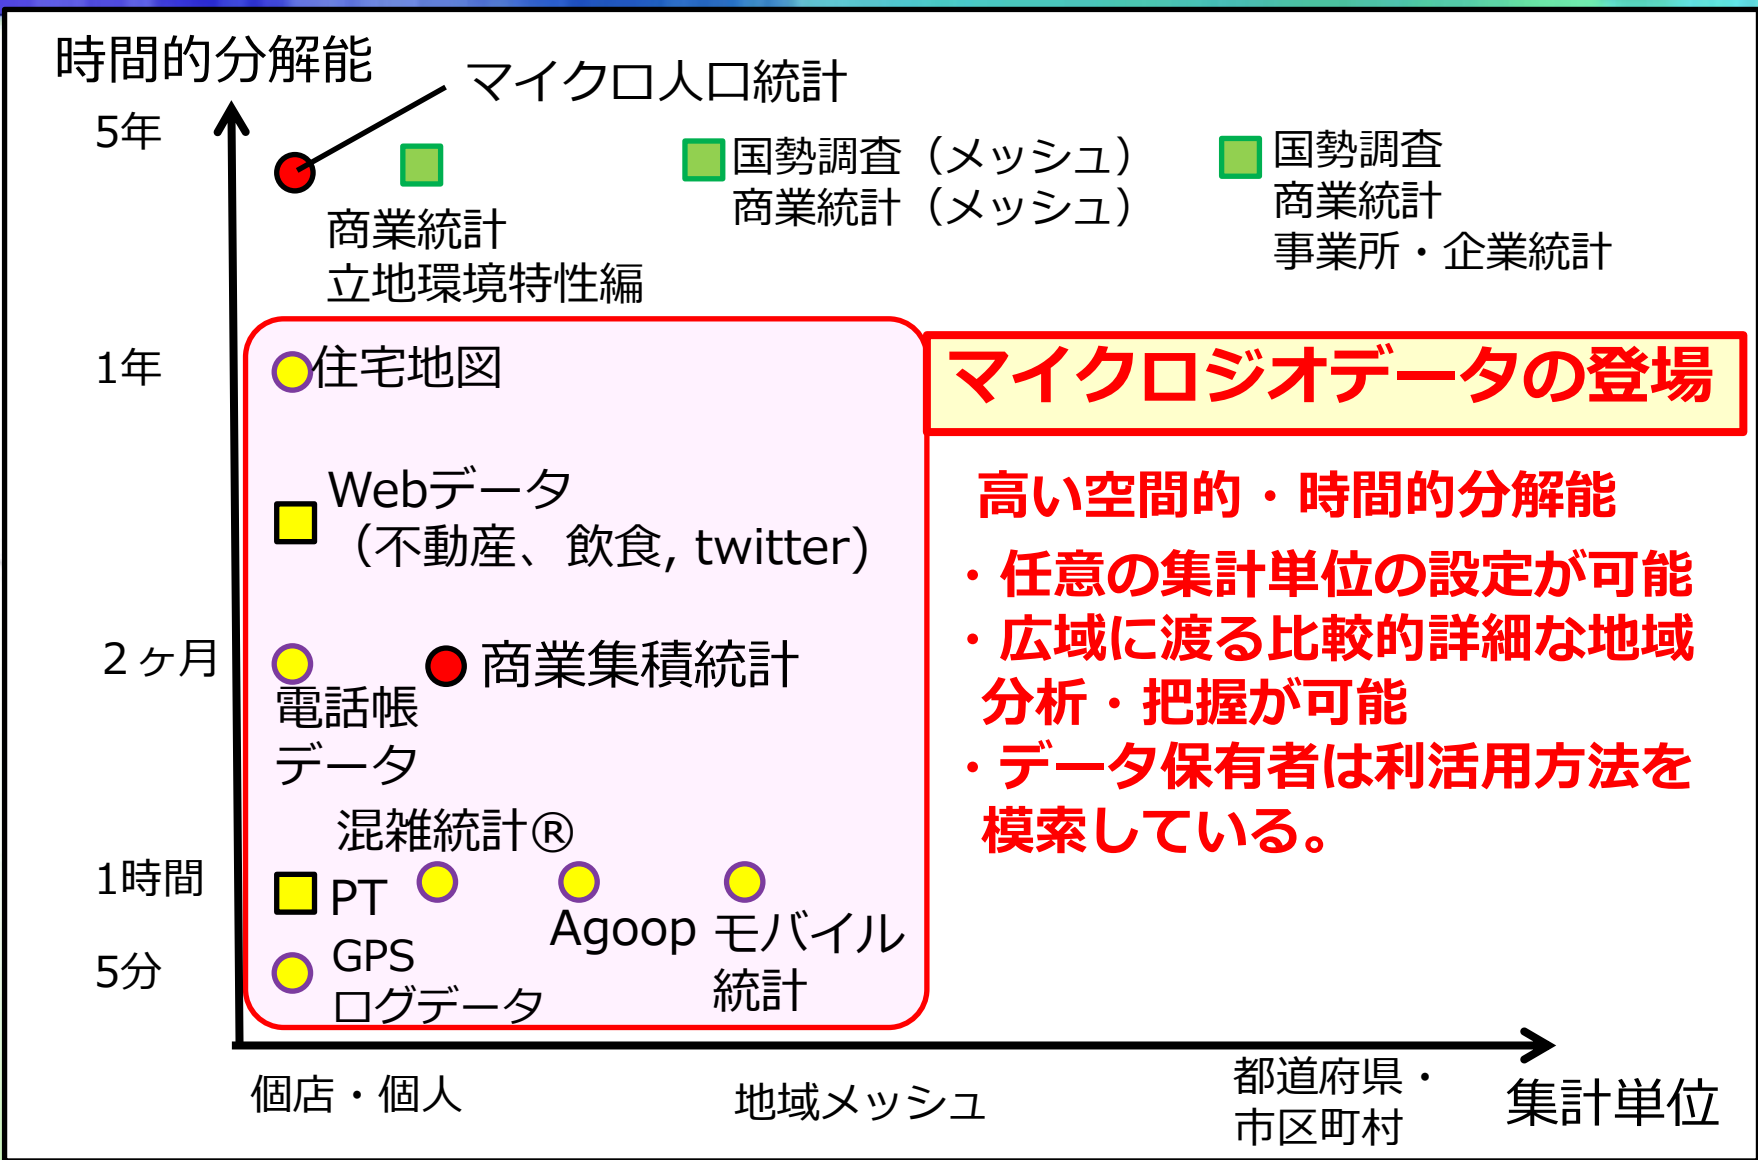 時間的分解能
マイクロ人口統計
5年
国勢調査（メッシュ）
商業統計（メッシュ）
国勢調査
商業統計
事業所・企業統計
商業統計
立地環境特性編
1年
住宅地図
マイクロジオデータの登場
Webデータ
（不動産、飲食, twitter)
高い空間的・時間的分解能
・任意の集計単位の設定が可能
・広域に渡る比較的詳細な地域
分析・把握が可能
・データ保有者は利活用方法を
模索している。
２ヶ月
商業集積統計
電話帳
データ
混雑統計®
1時間
PT
Agoop
モバイル
統計
5分
GPS
ログデータ
個店・個人
地域メッシュ
都道府県・
市区町村
集計単位